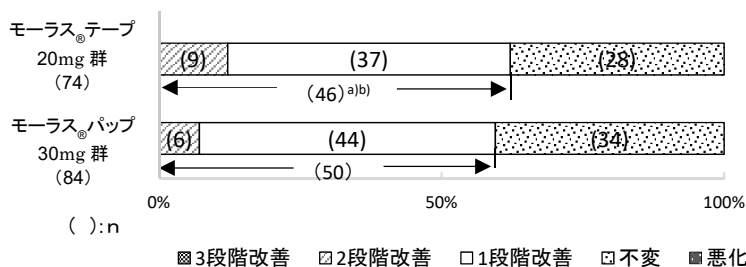 モーラス®テープ
20mg 群
(74)
(9) (37) (28)
(46)a)b)
モーラス®パップ
30mg 群
(84)
(6) (44) (34)
(50)
0% 50% 100%
( ):n
3段階改善 2段階改善 1段階改善 不変 悪化